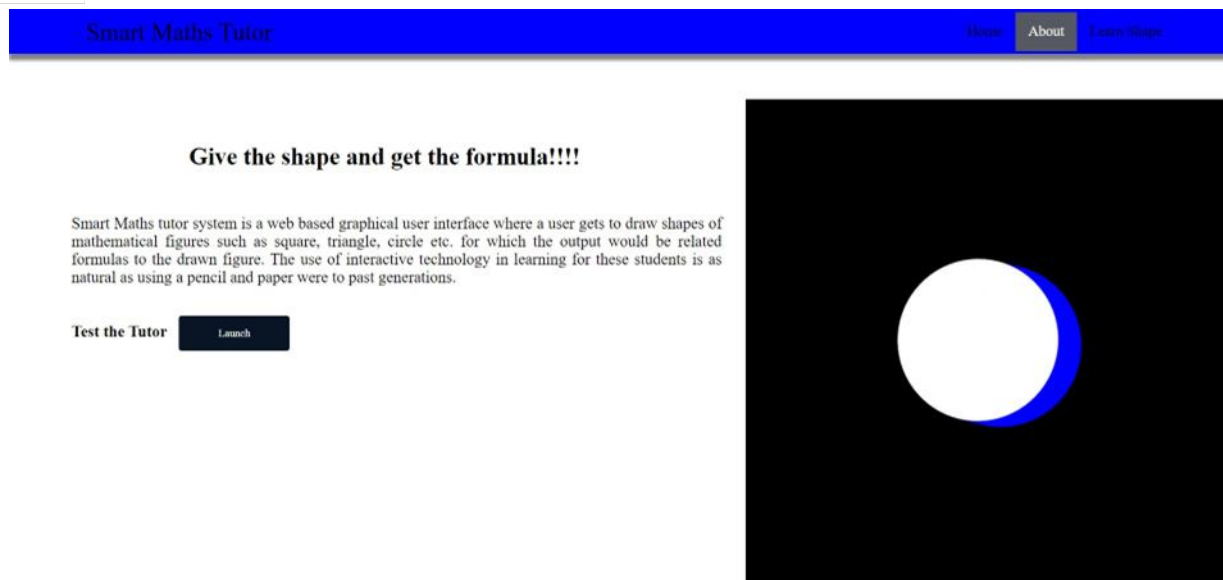 Smart Maths Tutor
Home About Learn Shape
Give the shape and get the formula!!!!
Smart Maths tutor system is a web based graphical user interface where a user gets to draw shapes of
mathematical figures such as square, triangle, circle etc. for which the output would be related
formulas to the drawn figure. The use of interactive technology in learning for these students is as
natural as using a pencil and paper were to past generations.
Test the Tutor Launch